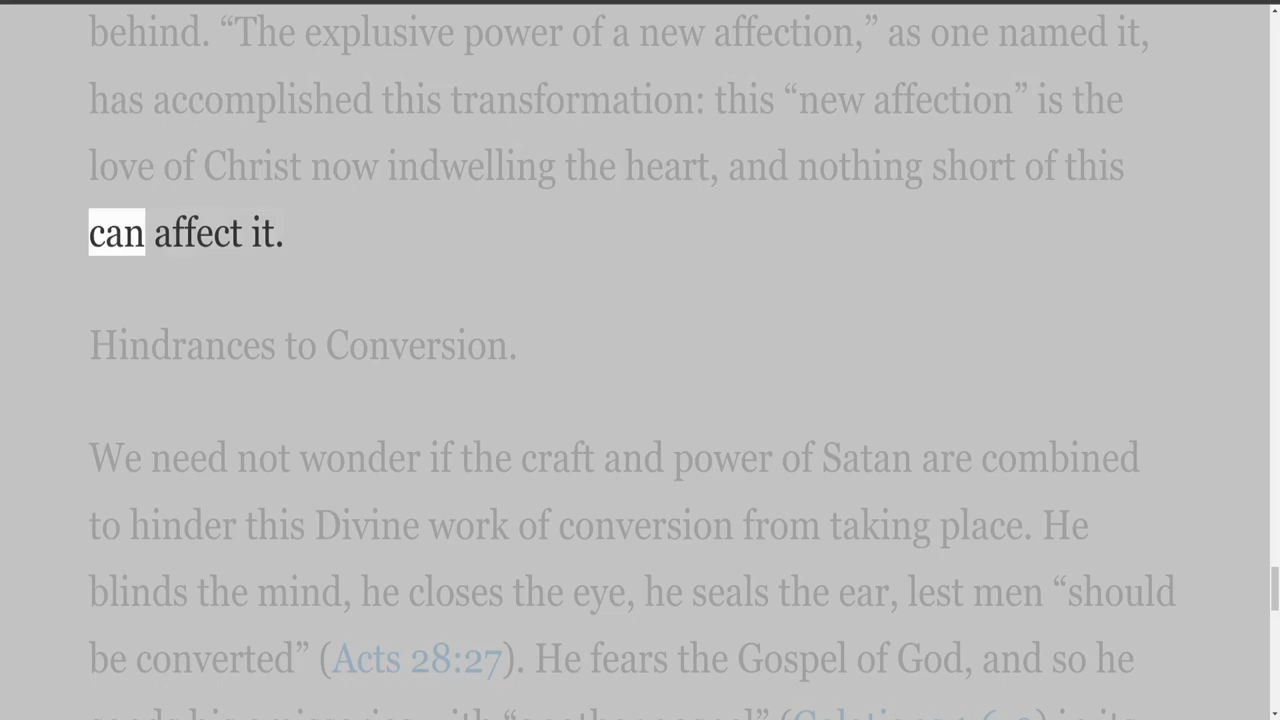 behind. “The explusive power of a new affection,” as one named it,
has accomplished this transformation: this “new affection” is the
love of Christ now indwelling the heart, and nothing short of this
can affect it.
Hindrances to Conversion.
We need not wonder if the craft and power of Satan are combined
to hinder this Divine work of conversion from taking place. He
blinds the mind, he closes the eye, he seals the ear, lest men “should
be converted” (Acts 28:27). He fears the Gospel of God, and so he